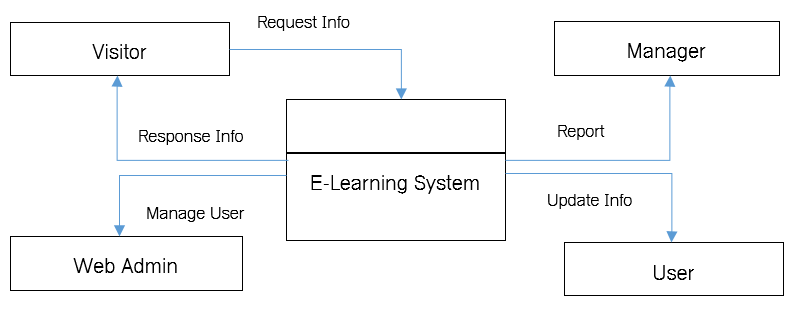 Request Info
Visitor
Manager
Response Info
Report
E-Learning System
Manage User
Update Info
Web Admin
User